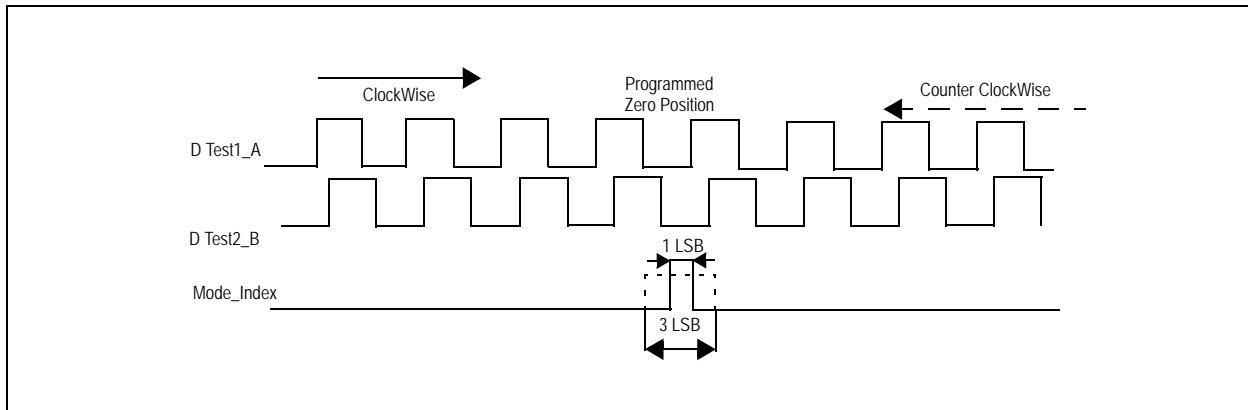 ClockWise
Programmed
Zero Position
Counter ClockWise
D Test1_A
D Test2_B
1 LSB
Mode_Index
3 LSB